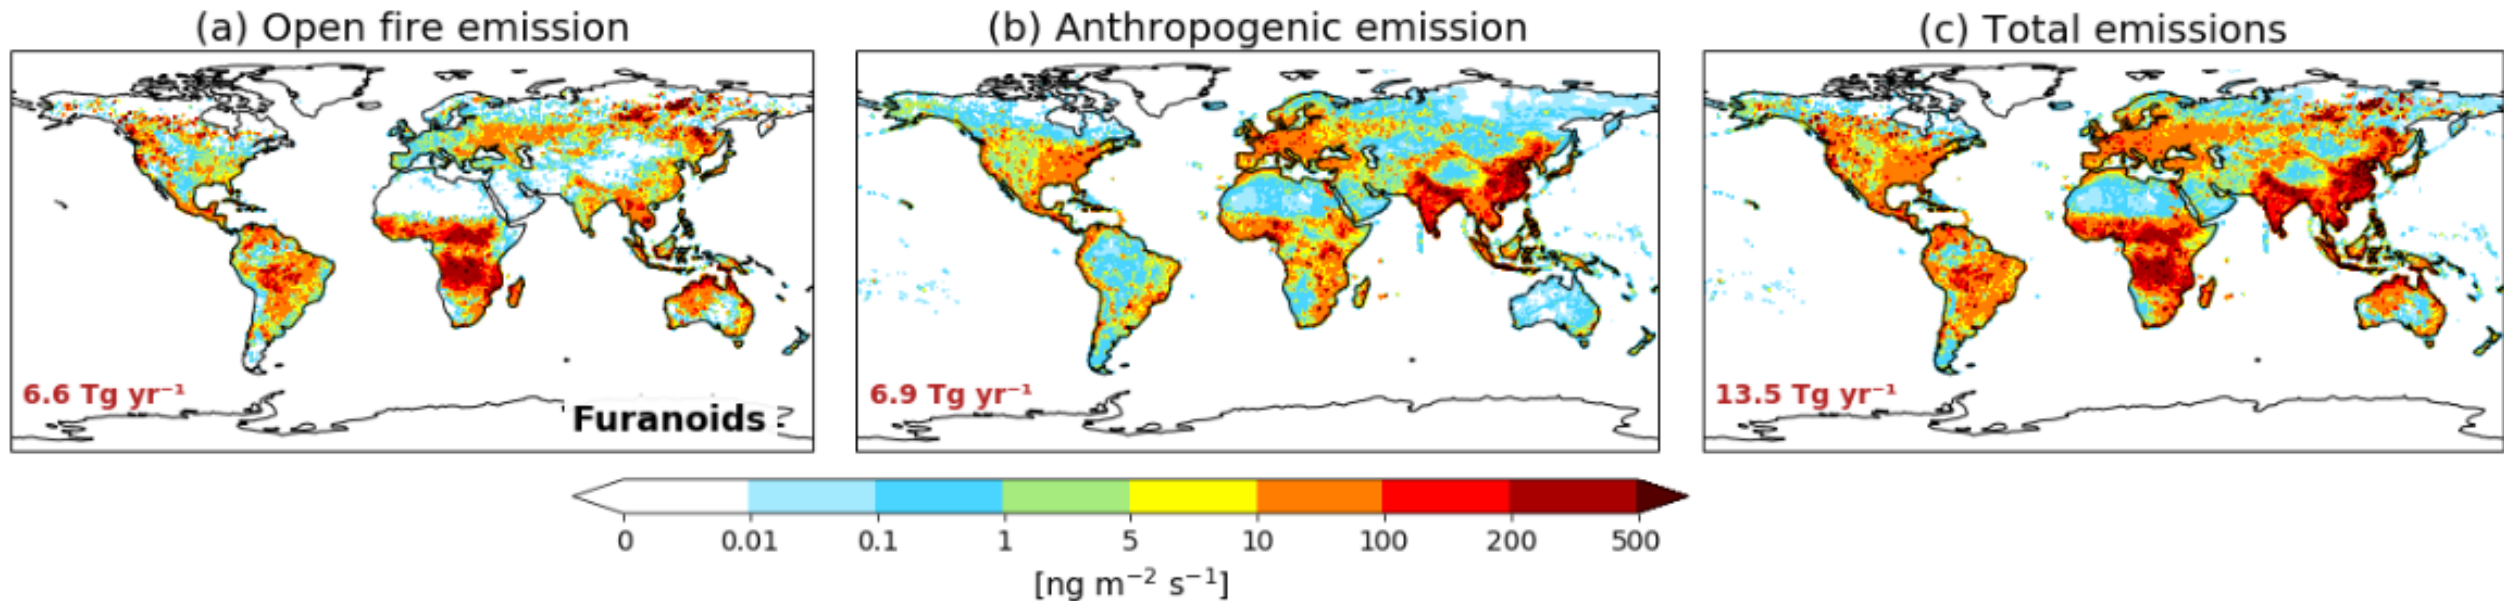 (a) Open fire emission
(b) Anthropogenic emission
(c) Total emissions
6.6 Tg yr⁻¹
Furanoids
6.9 Tg yr⁻¹
13.5 Tg yr⁻¹
0 0.01 0.1 1 5 10 100 200 500
[ng m⁻² s⁻¹]